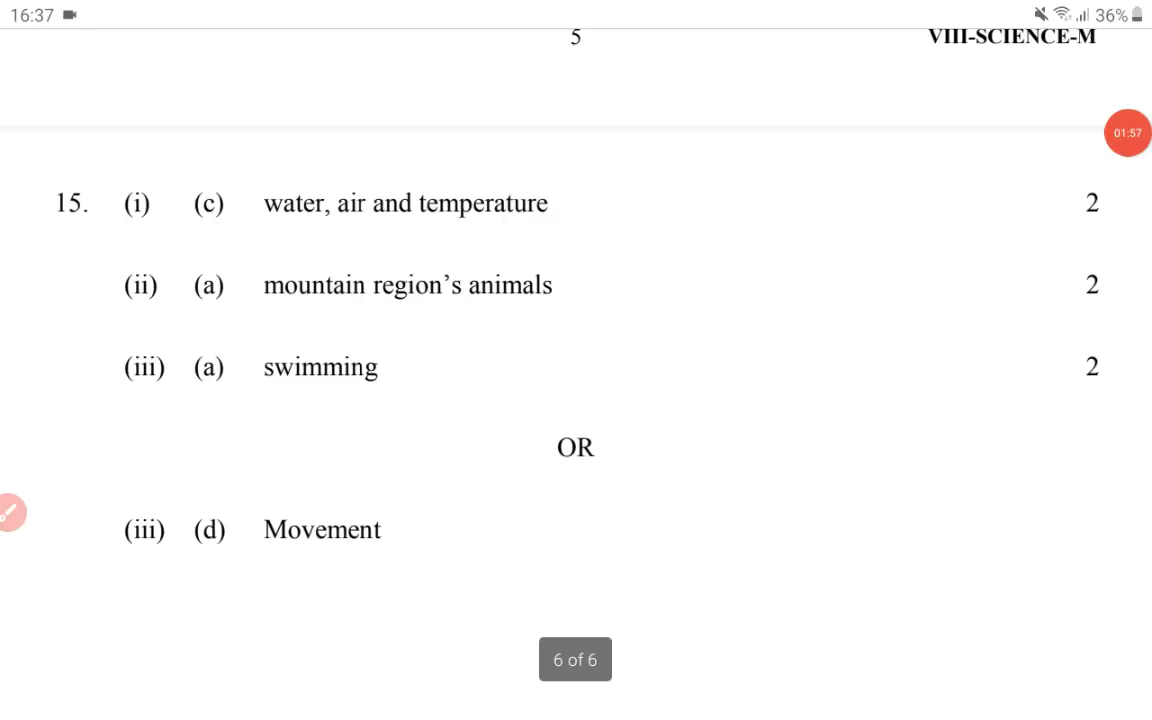 16:37 36%
5 VIII-SCIENCE-M
01:57
15. (i) (c) water, air and temperature 2
(ii) (a) mountain region’s animals 2
(iii) (a) swimming 2
OR
(iii) (d) Movement
6 of 6